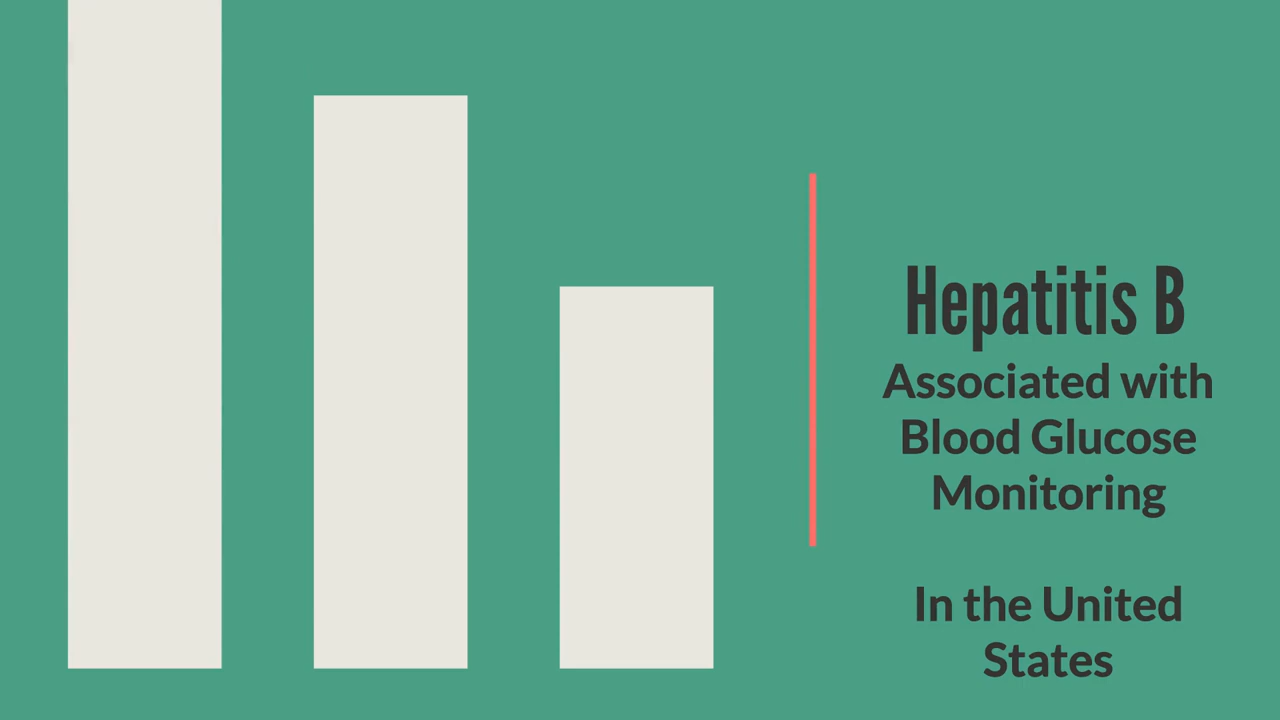 Hepatitis B
Associated with
Blood Glucose
Monitoring
In the United
States